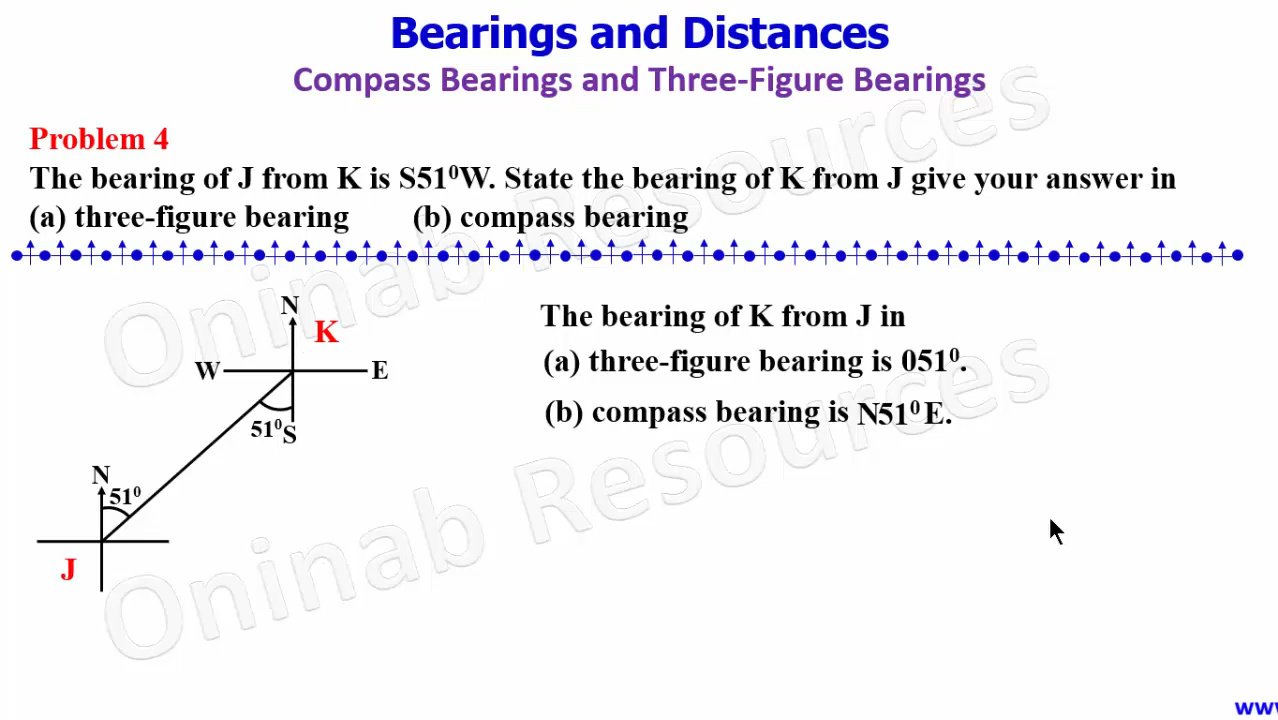 Bearings and Distances
Compass Bearings and Three-Figure Bearings
Problem 4
The bearing of J from K is S51⁰W. State the bearing of K from J give your answer in
(a) three-figure bearing (b) compass bearing
N
K
W E
51⁰S
N
51⁰
J
The bearing of K from J in
(a) three-figure bearing is 051⁰.
(b) compass bearing is N51⁰E.
Oninab Resources
Oninab Resources